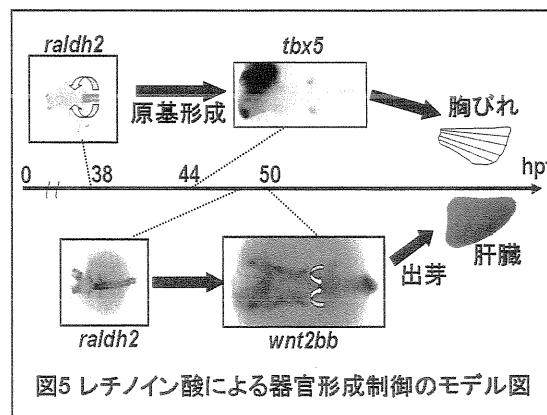 raldh2
tbx5
原基形成
胸びれ
0 38 44 50 hpf
出芽
肝臓
raldh2
wnt2bb
図5 レチノイン酸による器官形成制御のモデル図